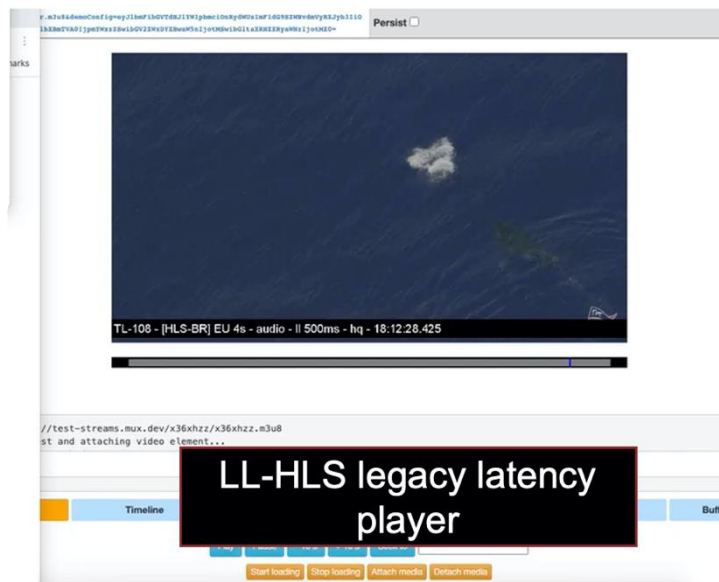 Persist
arks
TL-108 - [HLS-BR] EU 4s - audio - ll 500ms - hq - 18:12:28.425
//test-streams.mux.dev/x36xhzz/x36xhzz.m3u8
st and attaching video element...
LL-HLS legacy latency
player
Timeline
Buf
Start loading
Stop loading
Attach media
Detach media